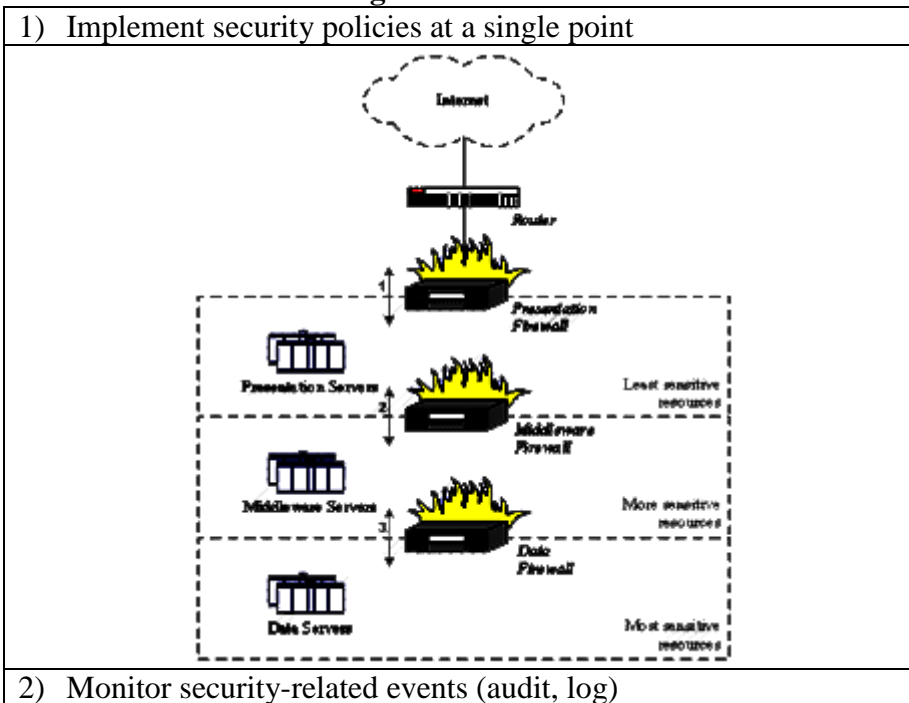 1) Implement security policies at a single point
Internet
Router
1
Presentation
Firewall
Presentation Servers
Least sensitive
resources
2
Middleware
Firewall
Middleware Servers
More sensitive
resources
3
Data
Firewall
Data Servers
Most sensitive
resources
2) Monitor security-related events (audit, log)